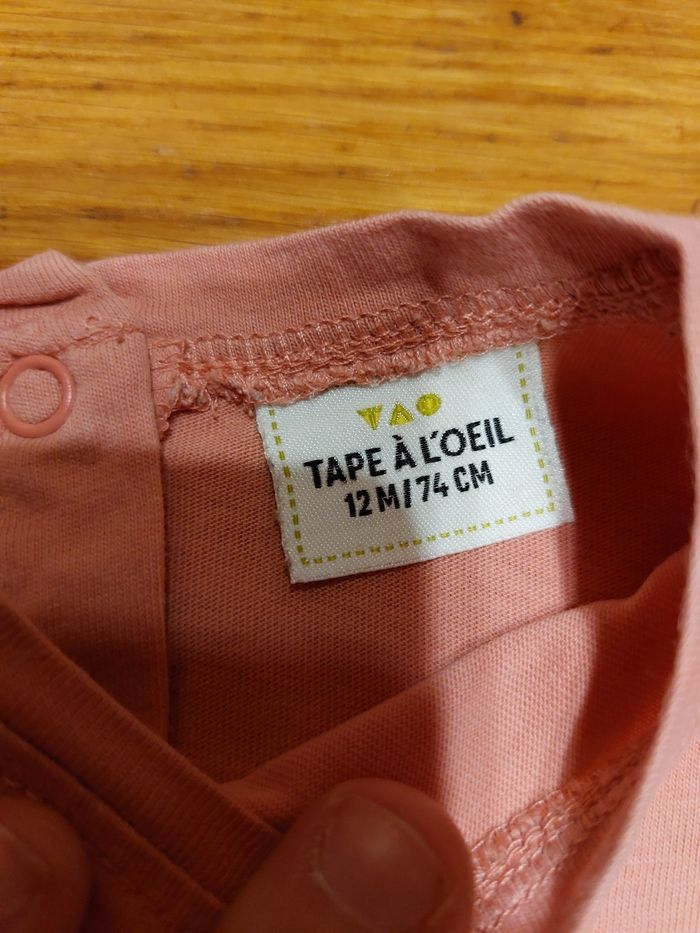 TAO
TAPE À L'OEIL
12 M/74 CM